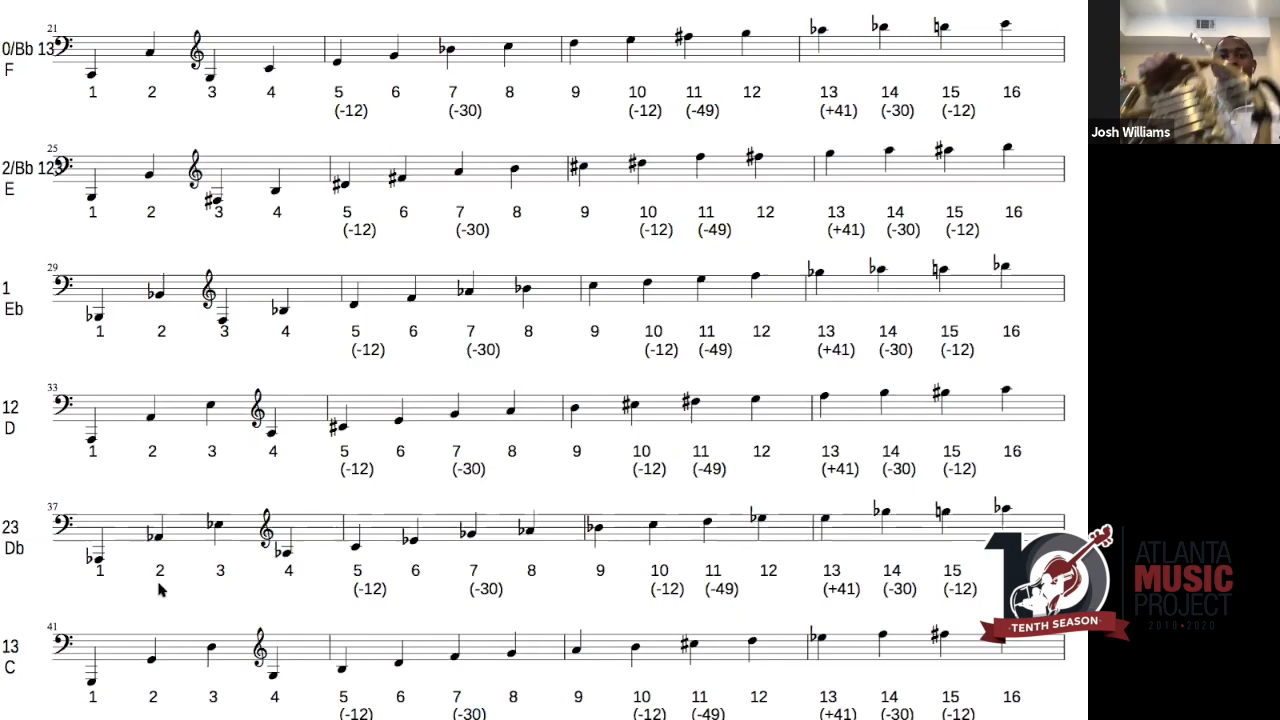 21
0/Bb 13
F
1 2 3 4 5 6 7 8 9 10 11 12 13 14 15 16
(-12) (-30) (-12) (-49) (+41) (-30) (-12)
25
2/Bb 123
E
1 2 3 4 5 6 7 8 9 10 11 12 13 14 15 16
(-12) (-30) (-12) (-49) (+41) (-30) (-12)
29
1
Eb
1 2 3 4 5 6 7 8 9 10 11 12 13 14 15 16
(-12) (-30) (-12) (-49) (+41) (-30) (-12)
33
12
D
1 2 3 4 5 6 7 8 9 10 11 12 13 14 15 16
(-12) (-30) (-12) (-49) (+41) (-30) (-12)
37
23
Db
1 2 3 4 5 6 7 8 9 10 11 12 13 14 15
(-12) (-30) (-12) (-49) (+41) (-30) (-12)
41
13
C
1 2 3 4 5 6 7 8 9 10 11 12 13 14 15 16
(-12) (-30) (-12) (-49) (+41) (-30) (-12)
Josh Williams
10
TENTH SEASON
ATLANTA
MUSIC
PROJECT
2010•2020